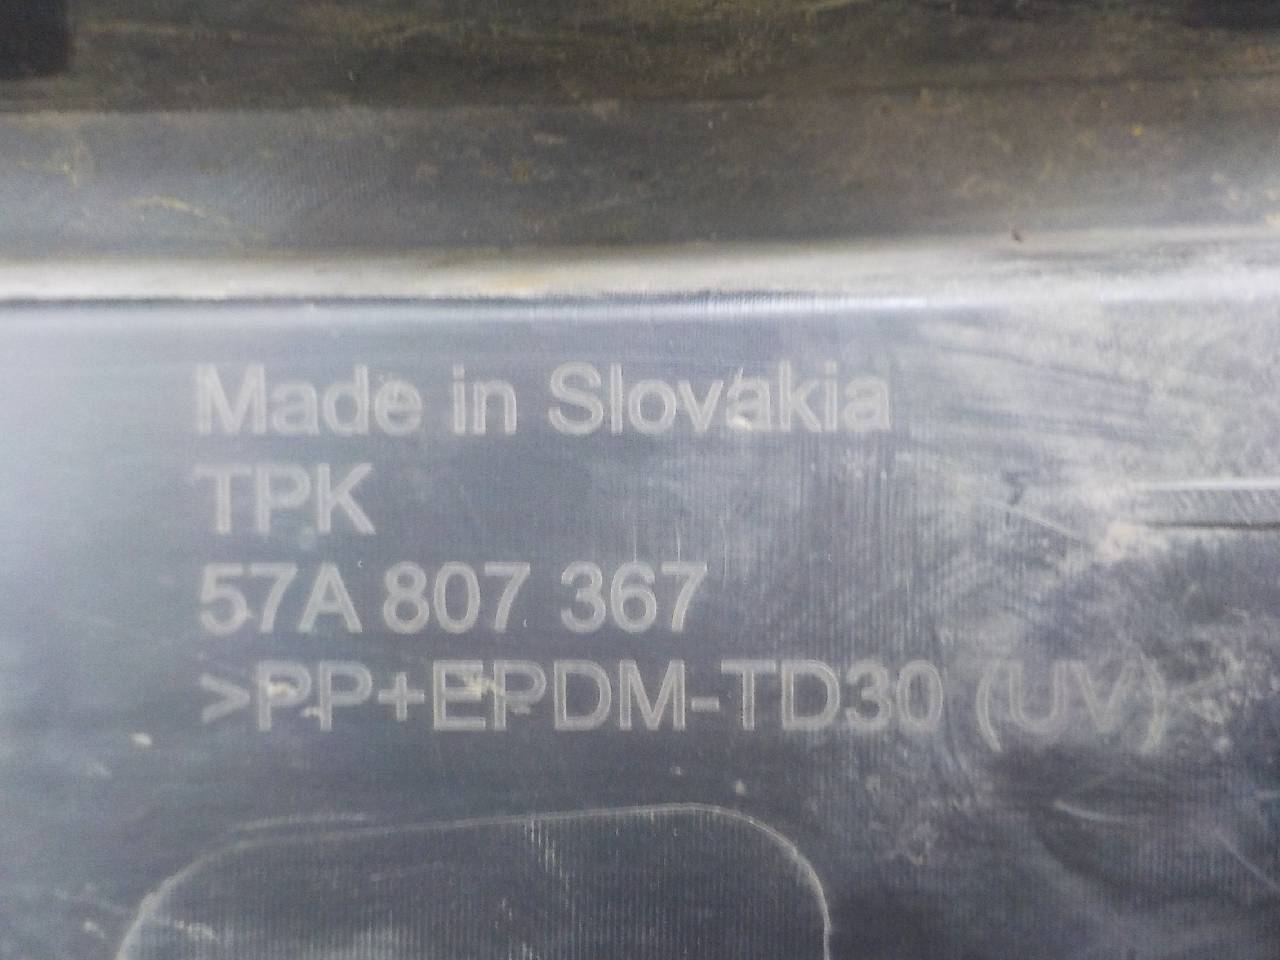 Made in Slovakia
TPK
57A 807 367
>PP+EPDM-TD30 (UV)